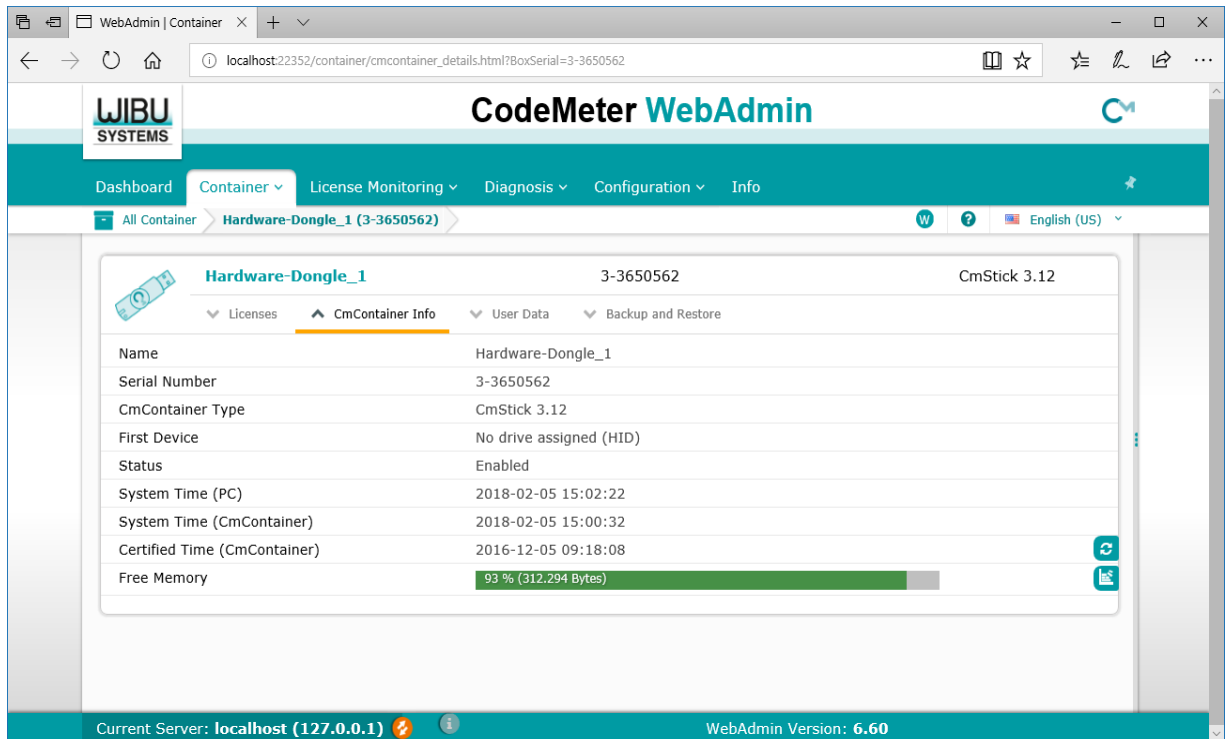 WebAdmin | Container
localhost:22352/container/cmcontainer_details.html?BoxSerial=3-3650562
WIBU
SYSTEMS
CodeMeter WebAdmin
Dashboard Container License Monitoring Diagnosis Configuration Info
All Container Hardware-Dongle_1 (3-3650562) W ? English (US)
Hardware-Dongle_1 3-3650562 CmStick 3.12
Licenses CmContainer Info User Data Backup and Restore
Name Hardware-Dongle_1
Serial Number 3-3650562
CmContainer Type CmStick 3.12
First Device No drive assigned (HID)
Status Enabled
System Time (PC) 2018-02-05 15:02:22
System Time (CmContainer) 2018-02-05 15:00:32
Certified Time (CmContainer) 2016-12-05 09:18:08
Free Memory 93 % (312.294 Bytes)
Current Server: localhost (127.0.0.1) WebAdmin Version: 6.60